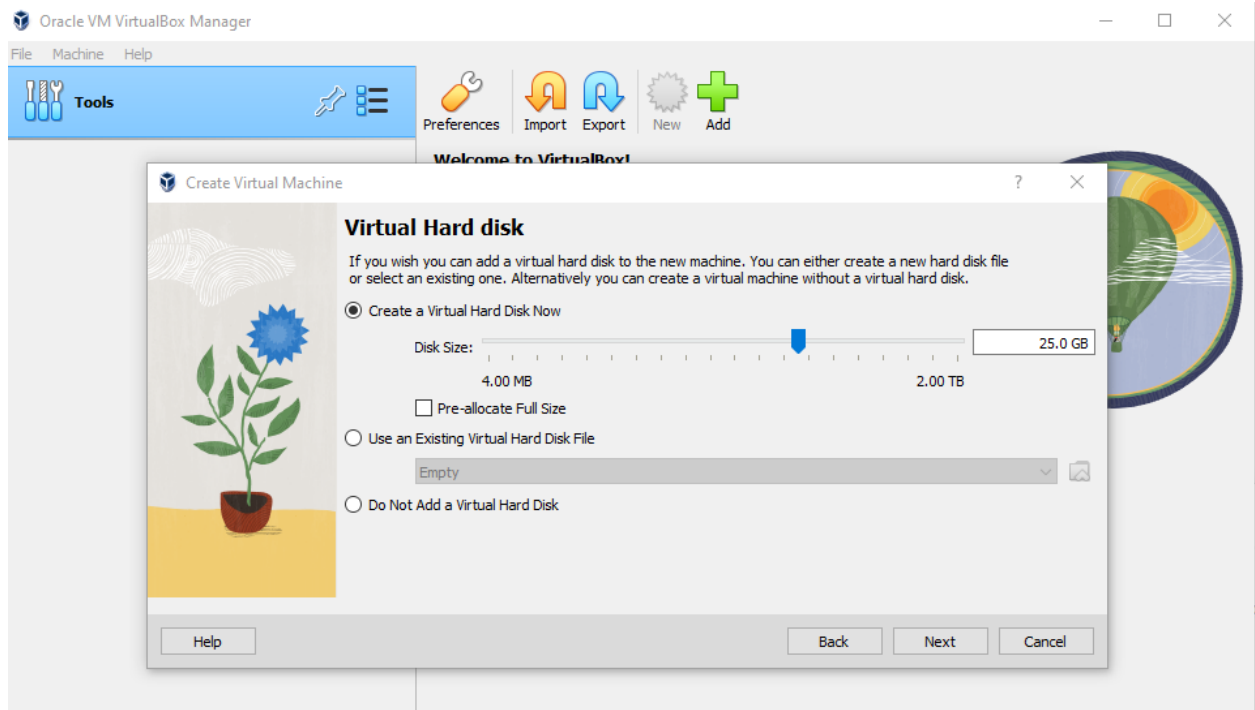 Oracle VM VirtualBox Manager
File Machine Help
Tools
Preferences Import Export New Add
Welcome to VirtualBox!
Create Virtual Machine ?
Virtual Hard disk
If you wish you can add a virtual hard disk to the new machine. You can either create a new hard disk file
or select an existing one. Alternatively you can create a virtual machine without a virtual hard disk.
Create a Virtual Hard Disk Now
Disk Size: 25.0 GB
4.00 MB 2.00 TB
Pre-allocate Full Size
Use an Existing Virtual Hard Disk File
Empty
Do Not Add a Virtual Hard Disk
Help Back Next Cancel